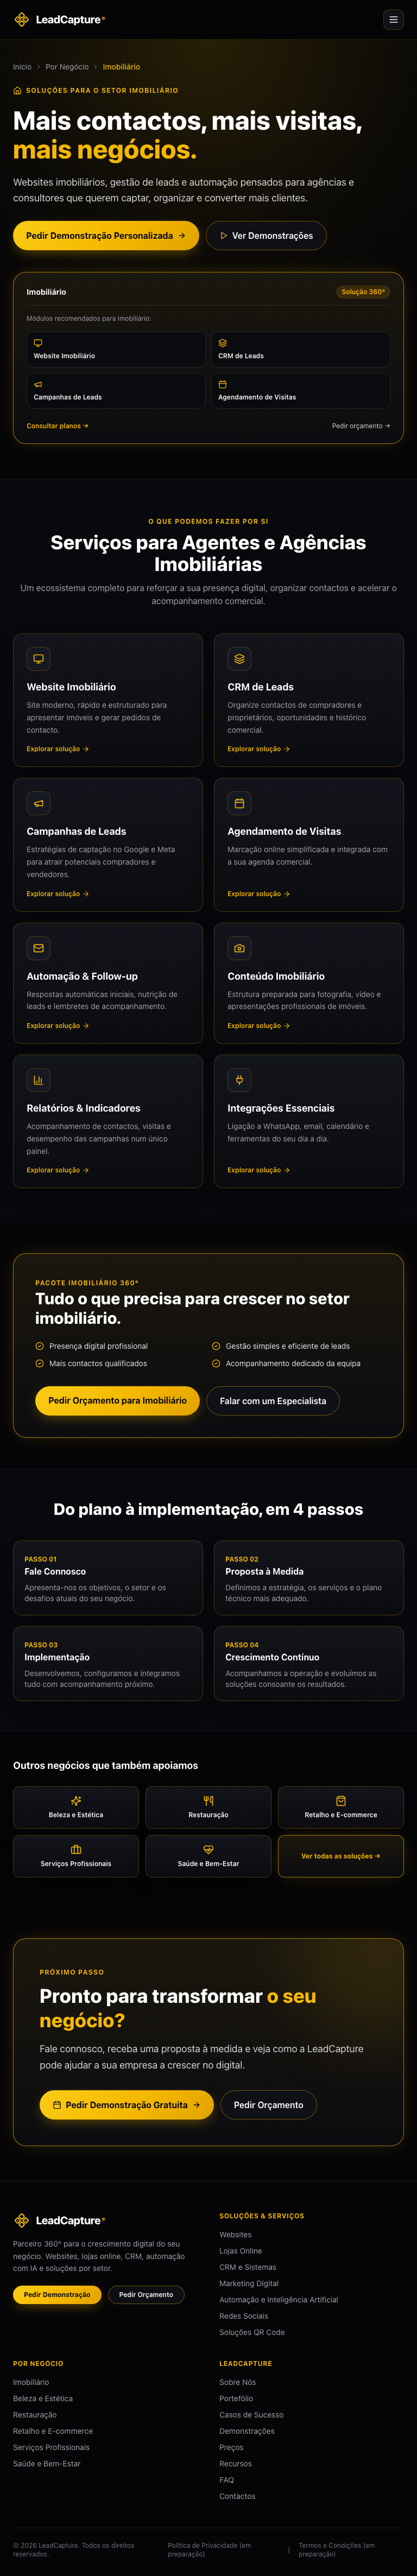 LeadCapture°
Início > Por Negócio > Imobiliário
SOLUÇÕES PARA O SETOR IMOBILIÁRIO
Mais contactos, mais visitas,
mais negócios.
Websites imobiliários, gestão de leads e automação pensados para agências e
consultores que querem captar, organizar e converter mais clientes.
Pedir Demonstração Personalizada →
Ver Demonstrações
Imobiliário
Solução 360°
Módulos recomendados para Imobiliário:
Website Imobiliário
CRM de Leads
Campanhas de Leads
Agendamento de Visitas
Consultar planos →
Pedir orçamento →
O QUE PODEMOS FAZER POR SI
Serviços para Agentes e Agências
Imobiliárias
Um ecossistema completo para reforçar a sua presença digital, organizar contactos e acelerar o
acompanhamento comercial.
Website Imobiliário
Site moderno, rápido e estruturado para
apresentar imóveis e gerar pedidos de
contacto.
Explorar solução →
CRM de Leads
Organize contactos de compradores e
proprietários, oportunidades e histórico
comercial.
Explorar solução →
Campanhas de Leads
Estratégias de captação no Google e Meta
para atrair potenciais compradores e
vendedores.
Explorar solução →
Agendamento de Visitas
Marcação online simplificada e integrada com
a sua agenda comercial.
Explorar solução →
Automação & Follow-up
Respostas automáticas iniciais, nutrição de
leads e lembretes de acompanhamento.
Explorar solução →
Conteúdo Imobiliário
Estrutura preparada para fotografia, vídeo e
apresentações profissionais de imóveis.
Explorar solução →
Relatórios & Indicadores
Acompanhamento de contactos, visitas e
desempenho das campanhas num único
painel.
Explorar solução →
Integrações Essenciais
Ligação a WhatsApp, email, calendário e
ferramentas do seu dia a dia.
Explorar solução →
PACOTE IMOBILIÁRIO 360°
Tudo o que precisa para crescer no setor
imobiliário.
Presença digital profissional
Gestão simples e eficiente de leads
Mais contactos qualificados
Acompanhamento dedicado da equipa
Pedir Orçamento para Imobiliário
Falar com um Especialista
Do plano à implementação, em 4 passos
PASSO 01
Fale Connosco
Apresenta-nos os objetivos, o setor e os
desafios atuais do seu negócio.
PASSO 02
Proposta à Medida
Definimos a estratégia, os serviços e o plano
técnico mais adequado.
PASSO 03
Implementação
Desenvolvemos, configuramos e integramos
tudo com acompanhamento próximo.
PASSO 04
Crescimento Contínuo
Acompanhamos a operação e evoluímos as
soluções consoante os resultados.
Outros negócios que também apoiamos
Beleza e Estética
Restauração
Retalho e E-commerce
Serviços Profissionais
Saúde e Bem-Estar
Ver todas as soluções →
PRÓXIMO PASSO
Pronto para transformar o seu
negócio?
Fale connosco, receba uma proposta à medida e veja como a LeadCapture
pode ajudar a sua empresa a crescer no digital.
Pedir Demonstração Gratuita →
Pedir Orçamento
LeadCapture°
Parceiro 360° para o crescimento digital do seu
negócio. Websites, lojas online, CRM, automação
com IA e soluções por setor.
Pedir Demonstração
Pedir Orçamento
SOLUÇÕES & SERVIÇOS
Websites
Lojas Online
CRM e Sistemas
Marketing Digital
Automação e Inteligência Artificial
Redes Sociais
Soluções QR Code
POR NEGÓCIO
Imobiliário
Beleza e Estética
Restauração
Retalho e E-commerce
Serviços Profissionais
Saúde e Bem-Estar
LEADCAPTURE
Sobre Nós
Portefólio
Casos de Sucesso
Demonstrações
Preços
Recursos
FAQ
Contactos
© 2026 LeadCapture. Todos os direitos
reservados.
Política de Privacidade (em
preparação)
|
Termos e Condições (em
preparação)